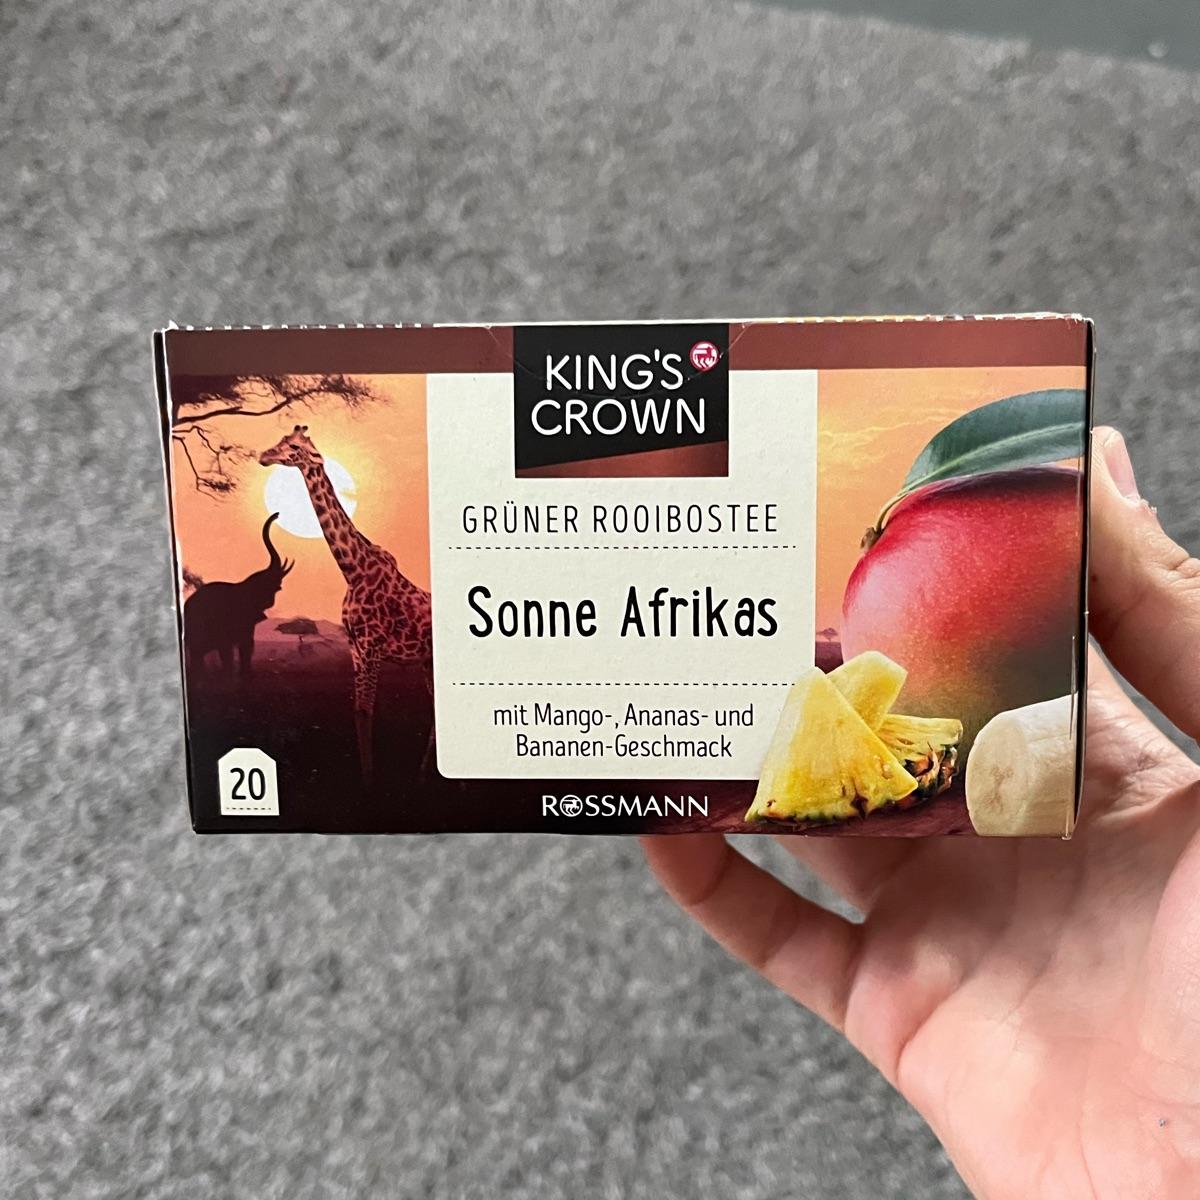 KING'S
CROWN
GRÜNER ROOIBOSTEE
Sonne Afrikas
mit Mango-, Ananas- und
Bananen-Geschmack
20
ROSSMANN